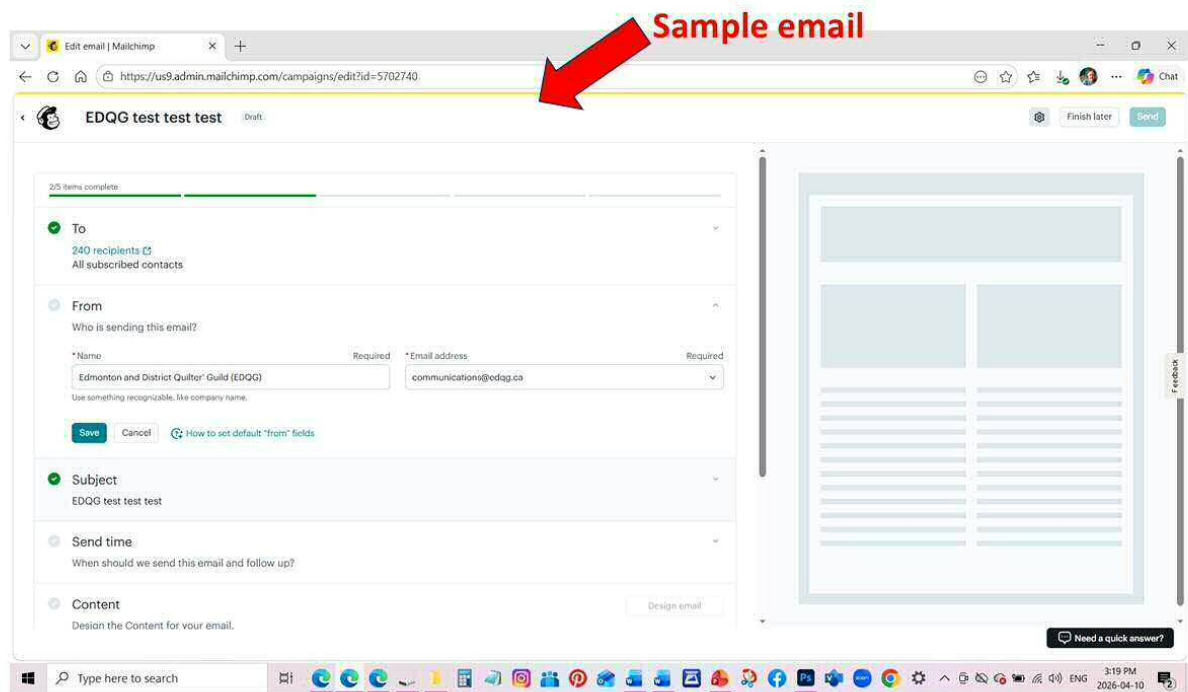 Sample email
Edit email | Mailchimp
https://us9.admin.mailchimp.com/campaigns/edit?id=5702740
Chat
EDQG test test test
Draft
Finish later
Send
2/5 items complete
To
240 recipients
All subscribed contacts
From
Who is sending this email?
* Name Required * Email address Required
Edmonton and District Quilter' Guild (EDQG) communications@edqg.ca
Use something recognizable, like company name.
Save Cancel How to set default "from" fields
Feedback
Subject
EDQG test test test
Send time
When should we send this email and follow up?
Content Design email
Design the Content for your email.
Need a quick answer?
Type here to search
ENG
3:19 PM
2026-04-10